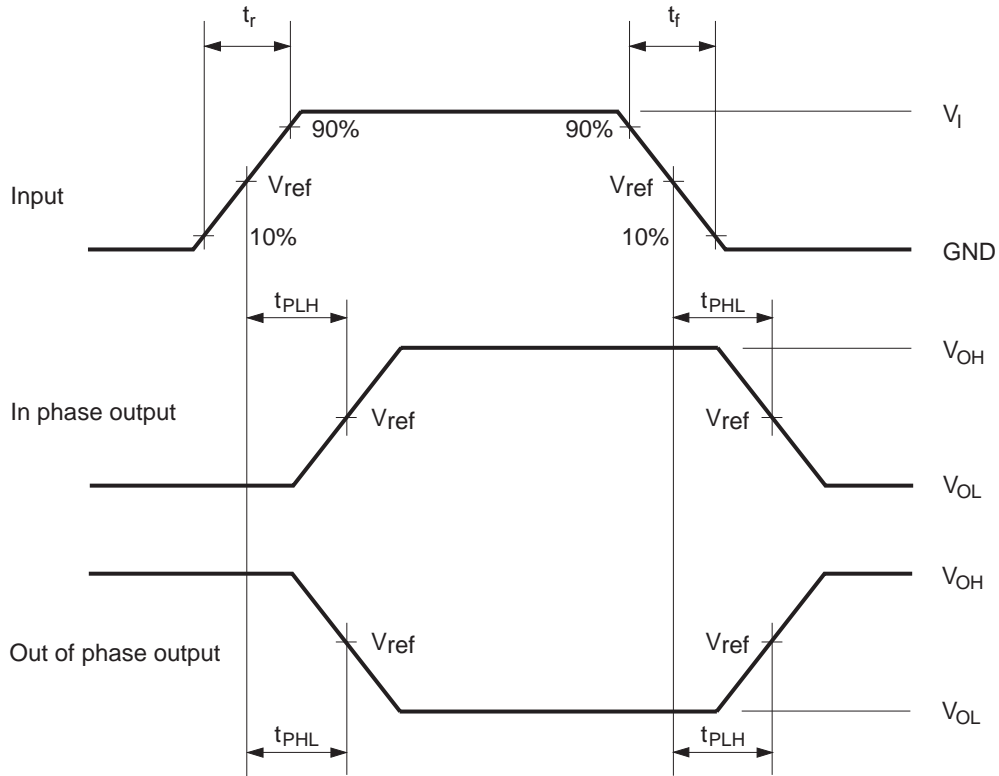 tr
tf
VI
90%
90%
Input
Vref
Vref
10%
10%
GND
tPLH
tPHL
VOH
In phase output
Vref
Vref
VOL
VOH
Out of phase output
Vref
Vref
VOL
tPHL
tPLH